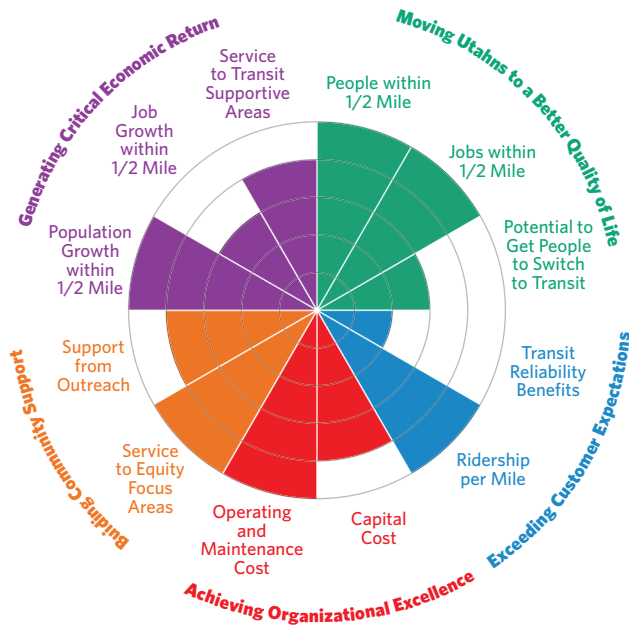 Generating Critical Economic Return
Moving Utahns to a Better Quality of Life
Service
to Transit
Supportive
Areas
People within
1/2 Mile
Job
Growth
within
1/2 Mile
Jobs within
1/2 Mile
Population
Growth
within
1/2 Mile
Potential to
Get People
to Switch
to Transit
Support
from
Outreach
Transit
Reliability
Benefits
Service
to Equity
Focus
Areas
Ridership
per Mile
Operating
and
Maintenance
Cost
Capital
Cost
Building Community Support
Exceeding Customer Expectations
Achieving Organizational Excellence